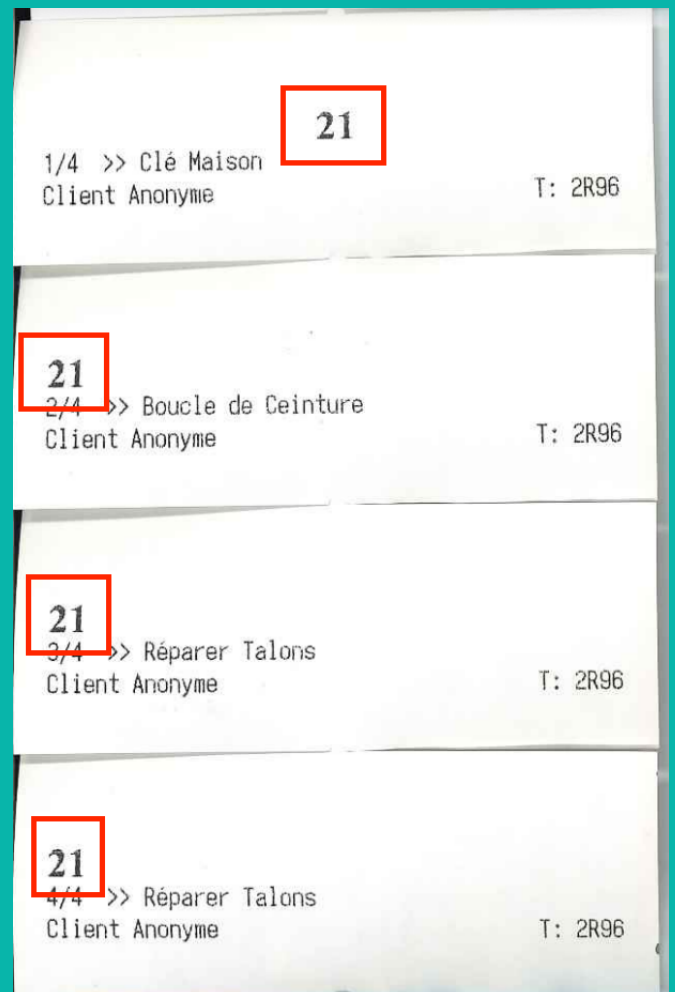 21
1/4 >> Clé Maison
Client Anonyme T: 2R96
21
2/4 >> Boucle de Ceinture
Client Anonyme T: 2R96
21
3/4 >> Réparer Talons
Client Anonyme T: 2R96
21
4/4 >> Réparer Talons
Client Anonyme T: 2R96